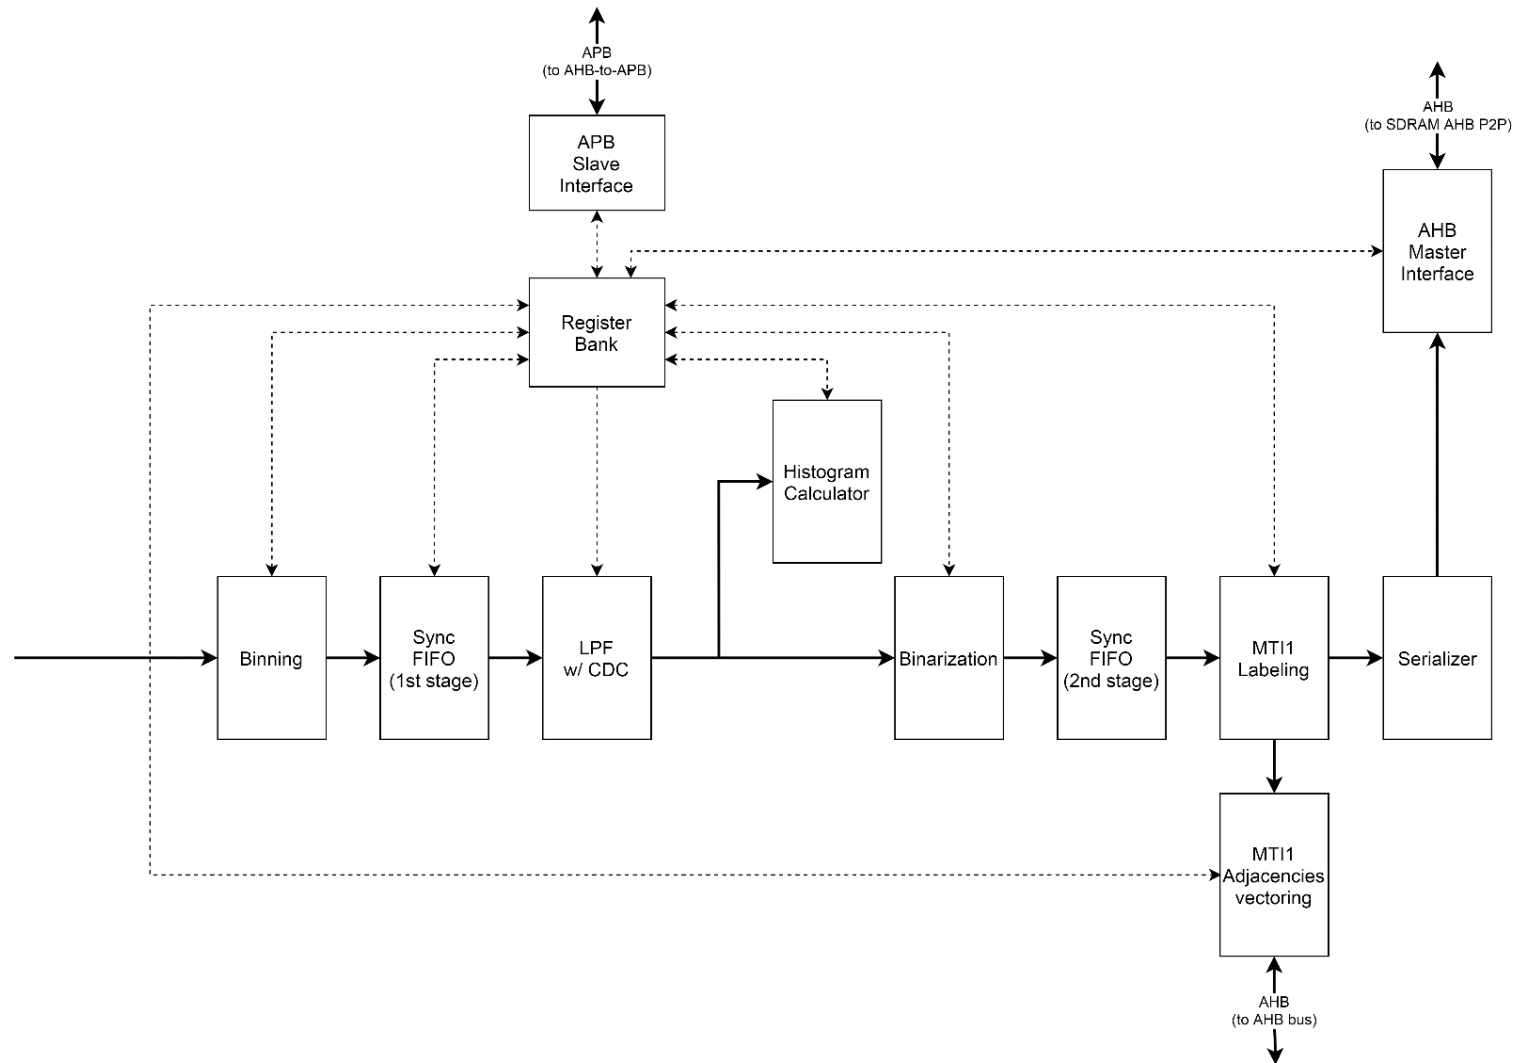 APB
(to AHB-to-APB)
AHB
(to SDRAM AHB P2P)
APB
Slave
Interface
AHB
Master
Interface
Register
Bank
Histogram
Calculator
Binning
Sync
FIFO
(1st stage)
LPF
w/ CDC
Binarization
Sync
FIFO
(2nd stage)
MTI1
Labeling
Serializer
MTI1
Adjacencies
vectoring
AHB
(to AHB bus)